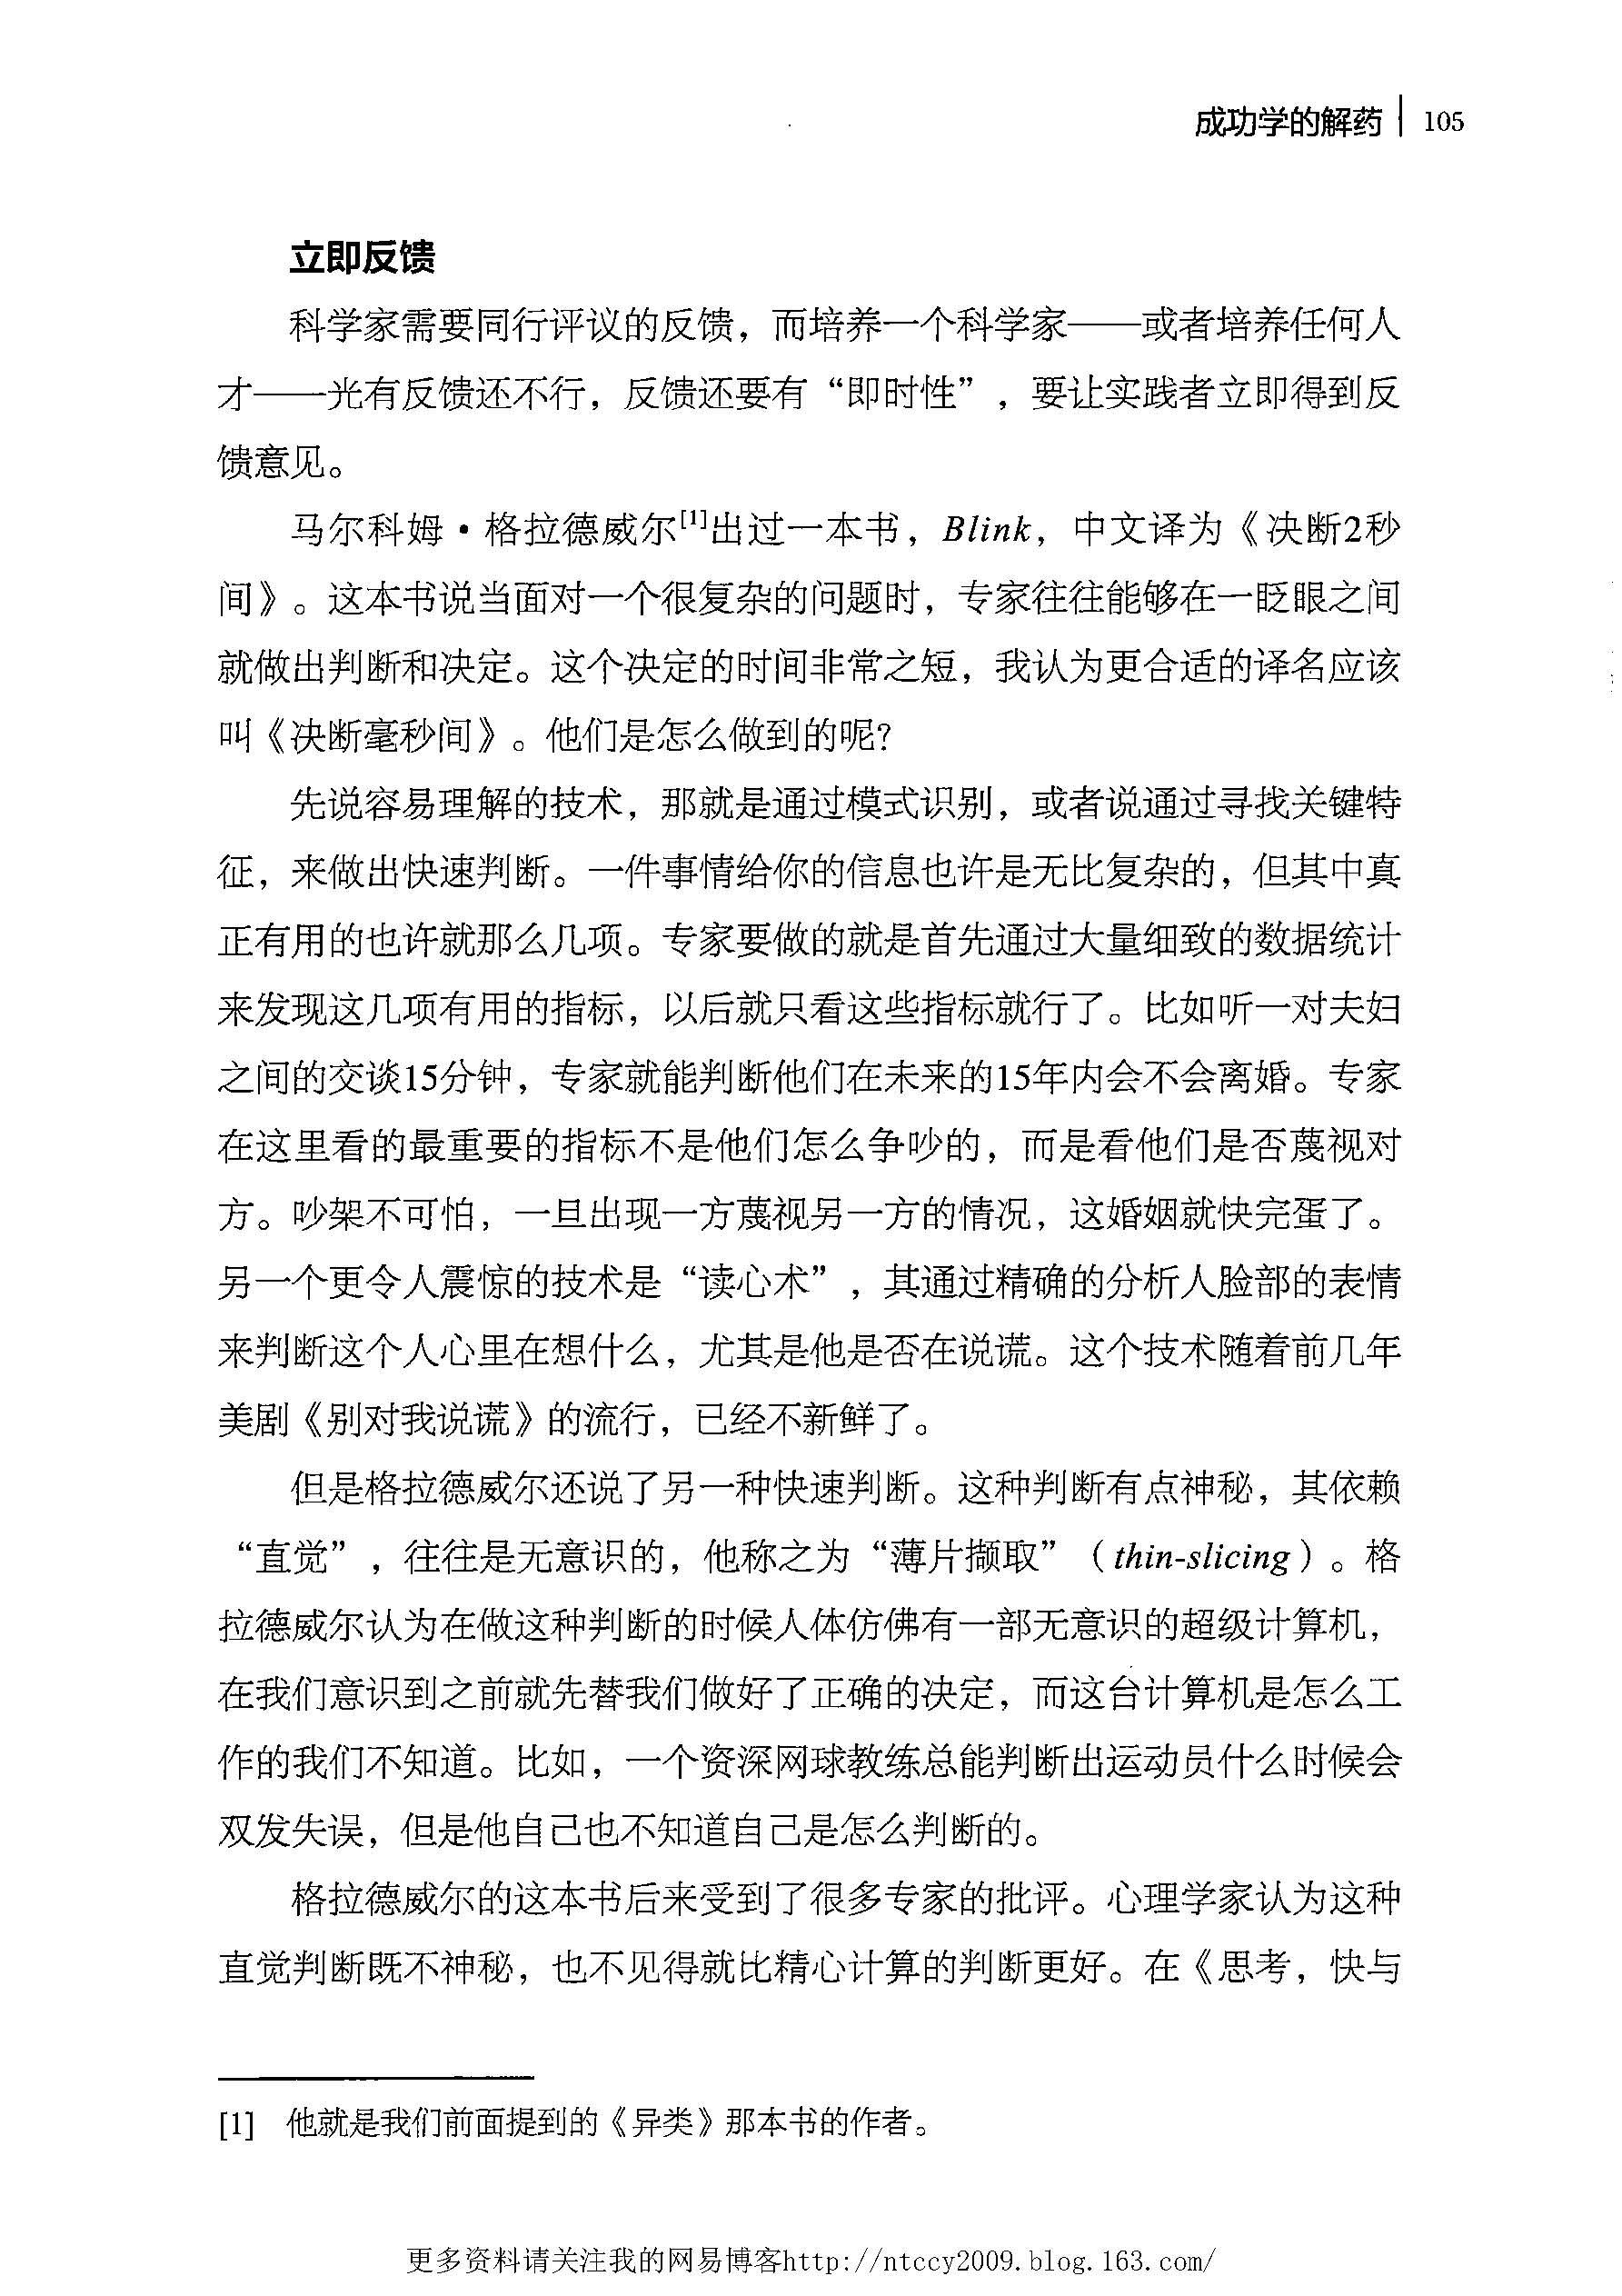 成功学的解药 105
立即反馈
科学家需要同行评议的反馈，而培养一个科学家——或者培养任何人
才——光有反馈还不行，反馈还要有“即时性”，要让实践者立即得到反
馈意见。
马尔科姆·格拉德威尔[1]出过一本书，Blink，中文译为《决断2秒
间》。这本书说当面对一个很复杂的问题时，专家往往能够在一眨眼之间
就做出判断和决定。这个决定的时间非常之短，我认为更合适的译名应该
叫《决断毫秒间》。他们是怎么做到的呢？
先说容易理解的技术，那就是通过模式识别，或者说通过寻找关键特
征，来做出快速判断。一件事情给你的信息也许是无比复杂的，但其中真
正有用的也许就那么几项。专家要做的就是首先通过大量细致的数据统计
来发现这几项有用的指标，以后就只看这些指标就行了。比如听一对夫妇
之间的交谈15分钟，专家就能判断他们在未来的15年内会不会离婚。专家
在这里看的最重要的指标不是他们怎么争吵的，而是看他们是否蔑视对
方。吵架不可怕，一旦出现一方蔑视另一方的情况，这婚姻就快完蛋了。
另一个更令人震惊的技术是“读心术”，其通过精确的分析人脸部的表情
来判断这个人心里在想什么，尤其是他是否在说谎。这个技术随着前几年
美剧《别对我说谎》的流行，已经不新鲜了。
但是格拉德威尔还说了另一种快速判断。这种判断有点神秘，其依赖
“直觉”，往往是无意识的，他称之为“薄片撷取”（thin-slicing）。格
拉德威尔认为在做这种判断的时候人体仿佛有一部无意识的超级计算机，
在我们意识到之前就先替我们做好了正确的决定，而这台计算机是怎么工
作的我们不知道。比如，一个资深网球教练总能判断出运动员什么时候会
双发失误，但是他自己也不知道自己是怎么判断的。
格拉德威尔的这本书后来受到了很多专家的批评。心理学家认为这种
直觉判断既不神秘，也不见得就比精心计算的判断更好。在《思考，快与
[1] 他就是我们前面提到的《异类》那本书的作者。
更多资料请关注我的网易博客http://ntccy2009.blog.163.com/